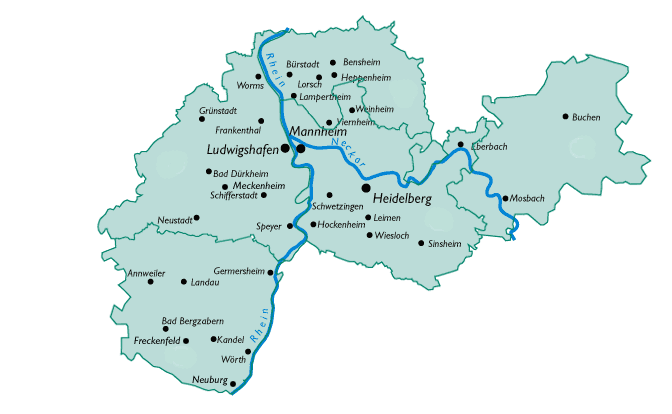 Rhein
Bürstadt
Bensheim
Worms
Lorsch
Heppenheim
Lampertheim
Grünstadt
Weinheim
Buchen
Frankenthal
Viernheim
Mannheim
Neckar
Ludwigshafen
Eberbach
Bad Dürkheim
Meckenheim
Schifferstadt
Heidelberg
Mosbach
Schwetzingen
Neustadt
Speyer
Hockenheim
Leimen
Wiesloch
Sinsheim
Germersheim
Annweiler
Landau
Rhein
Bad Bergzabern
Freckenfeld
Kandel
Wörth
Neuburg